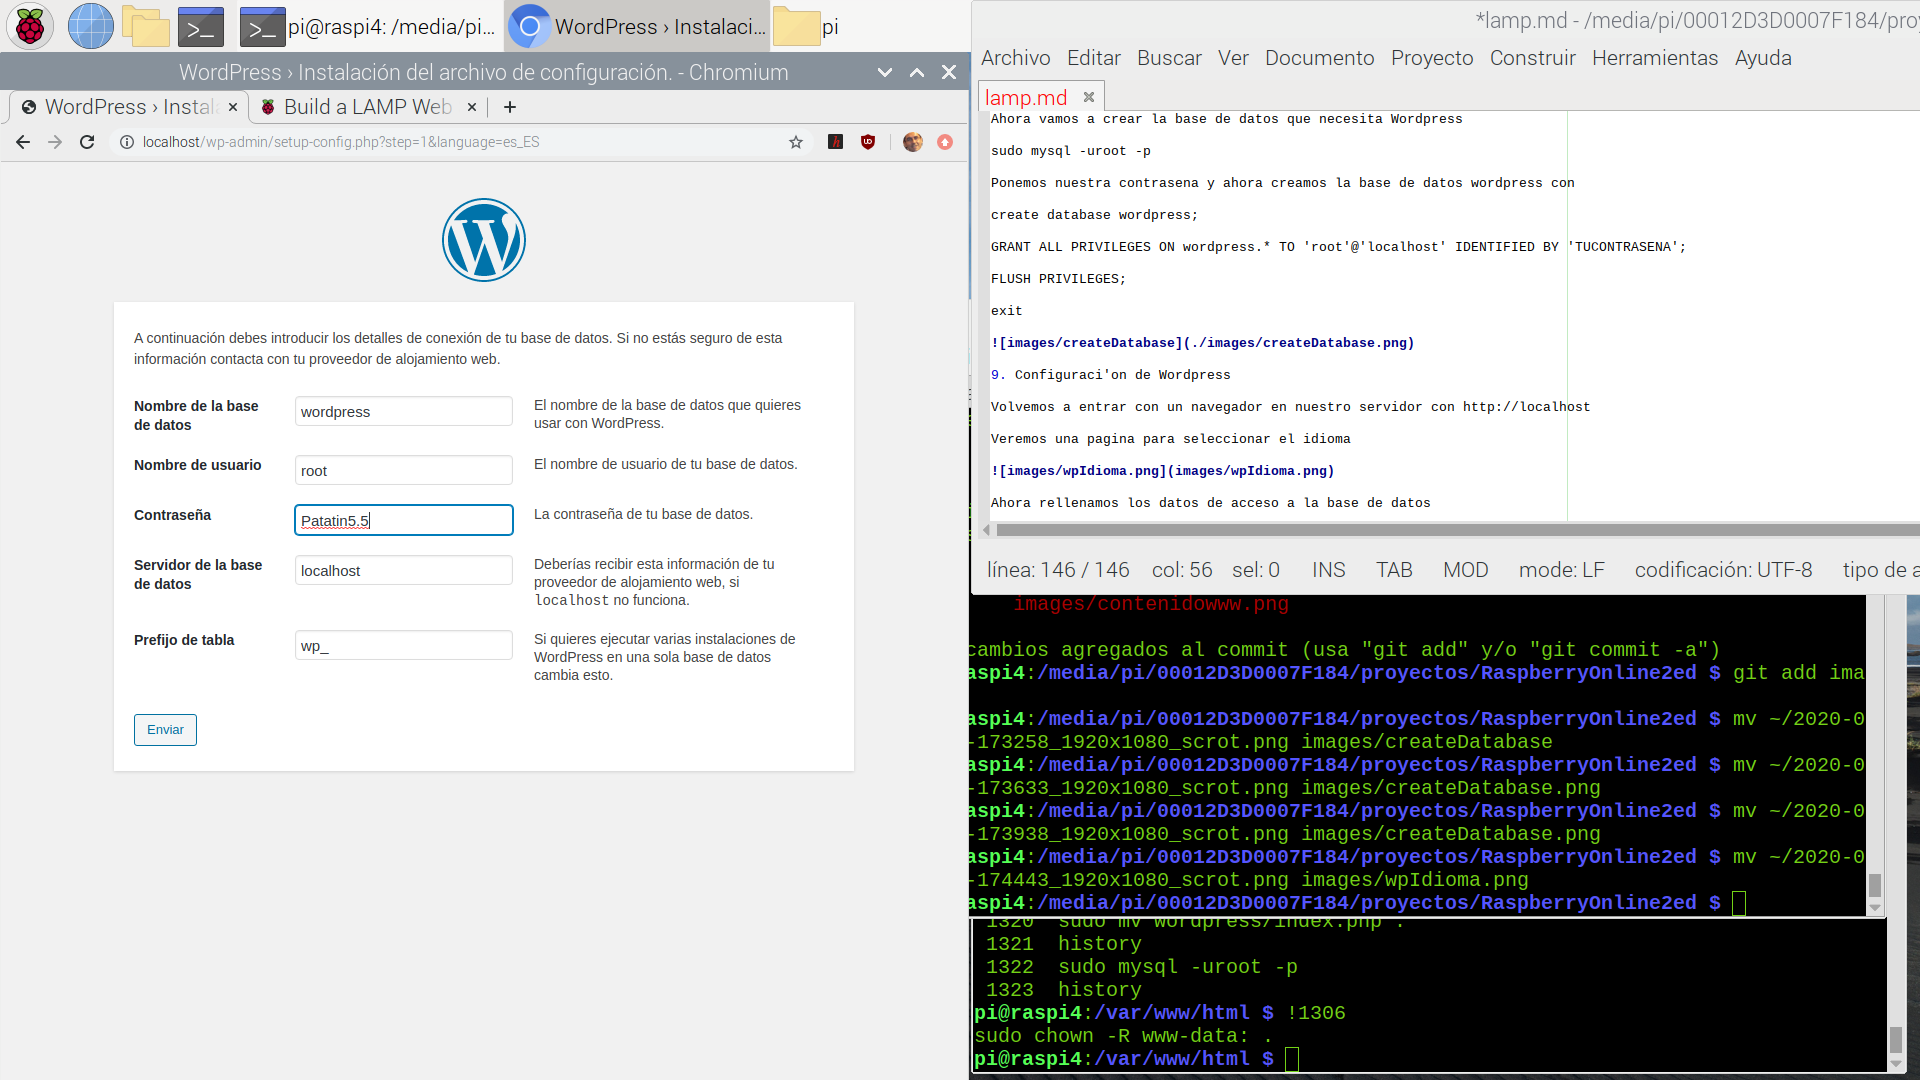 pi@raspi4: /media/pi...
WordPress › Instalaci...
pi
WordPress › Instalación del archivo de configuración. - Chromium
WordPress › Instala
Build a LAMP Web
localhost/wp-admin/setup-config.php?step=1&language=es_ES
A continuación debes introducir los detalles de conexión de tu base de datos. Si no estás seguro de esta
información contacta con tu proveedor de alojamiento web.
Nombre de la base
de datos
wordpress
El nombre de la base de datos que quieres
usar con WordPress.
Nombre de usuario
root
El nombre de usuario de tu base de datos.
Contraseña
Patatin5.5
La contraseña de tu base de datos.
Servidor de la base
de datos
localhost
Deberías recibir esta información de tu
proveedor de alojamiento web, si
localhost no funciona.
Prefijo de tabla
wp_
Si quieres ejecutar varias instalaciones de
WordPress en una sola base de datos
cambia esto.
Enviar
*lamp.md - /media/pi/00012D3D0007F184/proy
Archivo Editar Buscar Ver Documento Proyecto Construir Herramientas Ayuda
lamp.md
Ahora vamos a crear la base de datos que necesita Wordpress
sudo mysql -uroot -p
Ponemos nuestra contrasena y ahora creamos la base de datos wordpress con
create database wordpress;
GRANT ALL PRIVILEGES ON wordpress.* TO 'root'@'localhost' IDENTIFIED BY 'TUCONTRASENA';
FLUSH PRIVILEGES;
exit
![images/createDatabase](./images/createDatabase.png)
9. Configuraci'on de Wordpress
Volvemos a entrar con un navegador en nuestro servidor con http://localhost
Veremos una pagina para seleccionar el idioma
![images/wpIdioma.png](images/wpIdioma.png)
Ahora rellenamos los datos de acceso a la base de datos
línea: 146 / 146 col: 56 sel: 0 INS TAB MOD mode: LF codificación: UTF-8 tipo de a
images/contenidowww.png
cambios agregados al commit (usa "git add" y/o "git commit -a")
aspi4:/media/pi/00012D3D0007F184/proyectos/RaspberryOnline2ed $ git add ima
aspi4:/media/pi/00012D3D0007F184/proyectos/RaspberryOnline2ed $ mv ~/2020-0
-173258_1920x1080_scrot.png images/createDatabase
aspi4:/media/pi/00012D3D0007F184/proyectos/RaspberryOnline2ed $ mv ~/2020-0
-173633_1920x1080_scrot.png images/createDatabase.png
aspi4:/media/pi/00012D3D0007F184/proyectos/RaspberryOnline2ed $ mv ~/2020-0
-173938_1920x1080_scrot.png images/createDatabase.png
aspi4:/media/pi/00012D3D0007F184/proyectos/RaspberryOnline2ed $ mv ~/2020-0
-174443_1920x1080_scrot.png images/wpIdioma.png
aspi4:/media/pi/00012D3D0007F184/proyectos/RaspberryOnline2ed $
1320 sudo mv wordpress/index.php .
1321 history
1322 sudo mysql -uroot -p
1323 history
pi@raspi4:/var/www/html $ !1306
sudo chown -R www-data: .
pi@raspi4:/var/www/html $